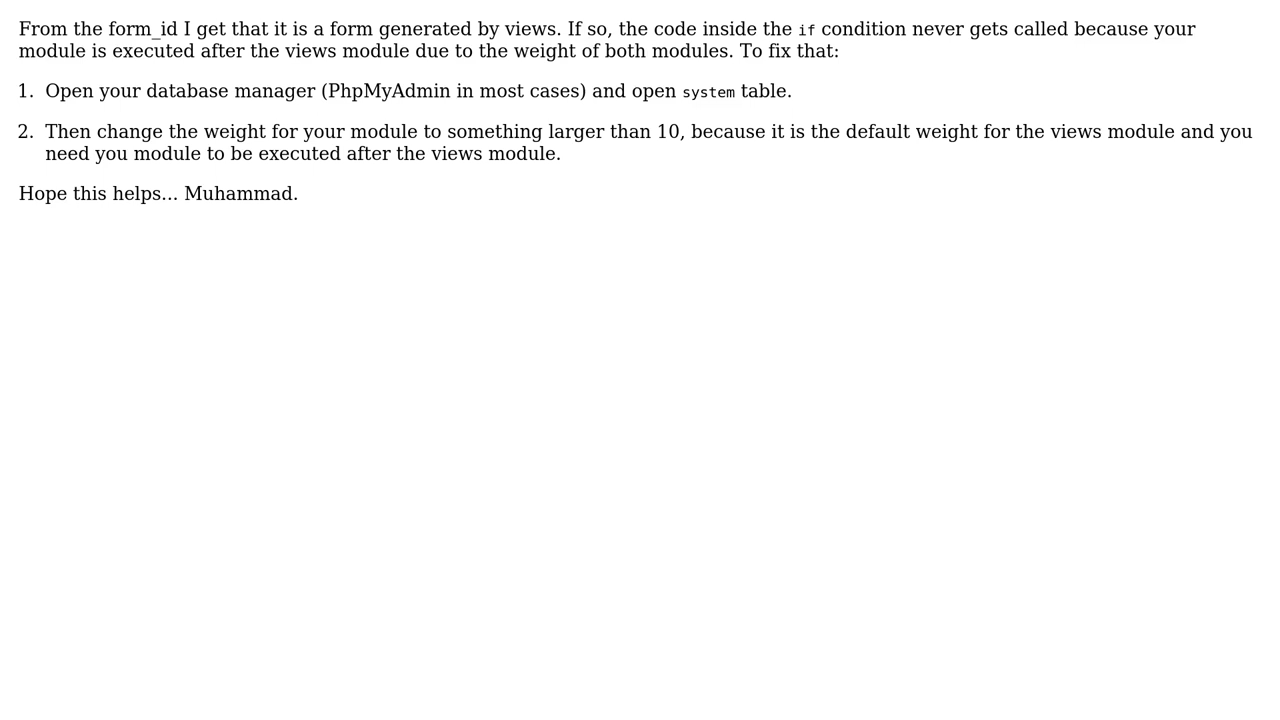 From the form_id I get that it is a form generated by views. If so, the code inside the if condition never gets called because your
module is executed after the views module due to the weight of both modules. To fix that:
1. Open your database manager (PhpMyAdmin in most cases) and open system table.
2. Then change the weight for your module to something larger than 10, because it is the default weight for the views module and you
need you module to be executed after the views module.
Hope this helps... Muhammad.